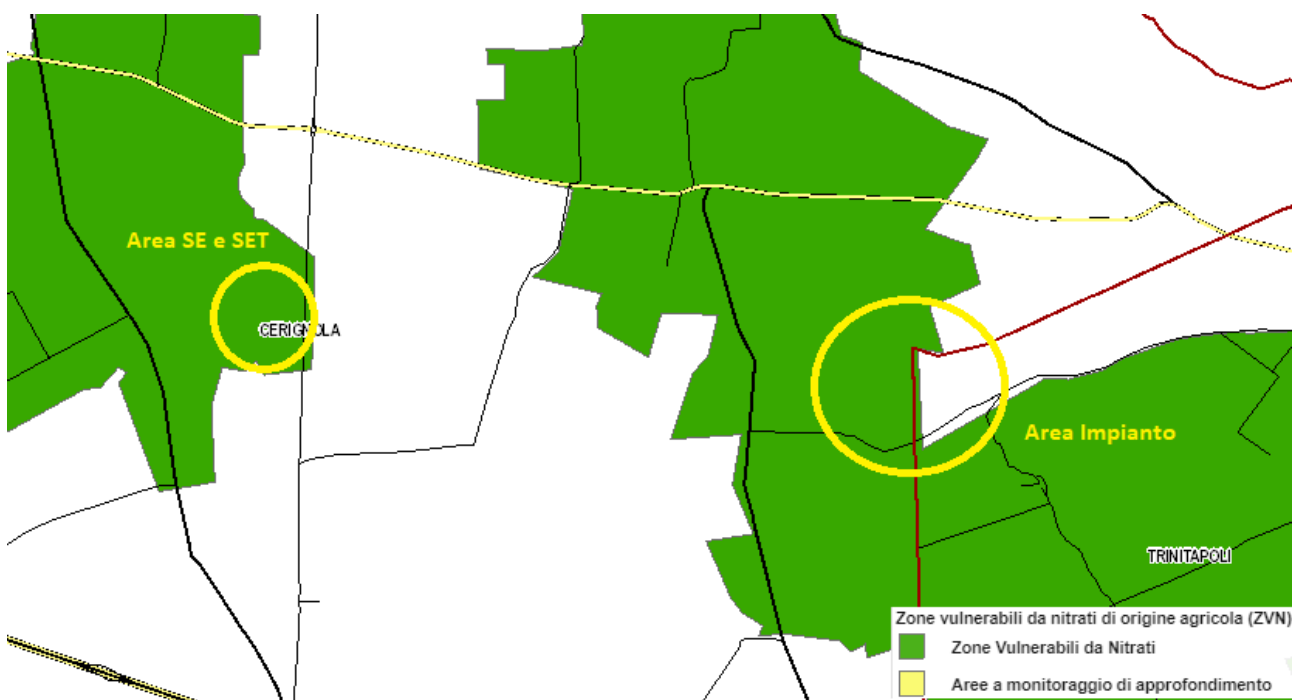 Area SE e SET
CERIGNOLA
Area Impianto
TRINITAPOLI
Zone vulnerabili da nitrati di origine agricola (ZVN)
Zone Vulnerabili da Nitrati
Aree a monitoraggio di approfondimento